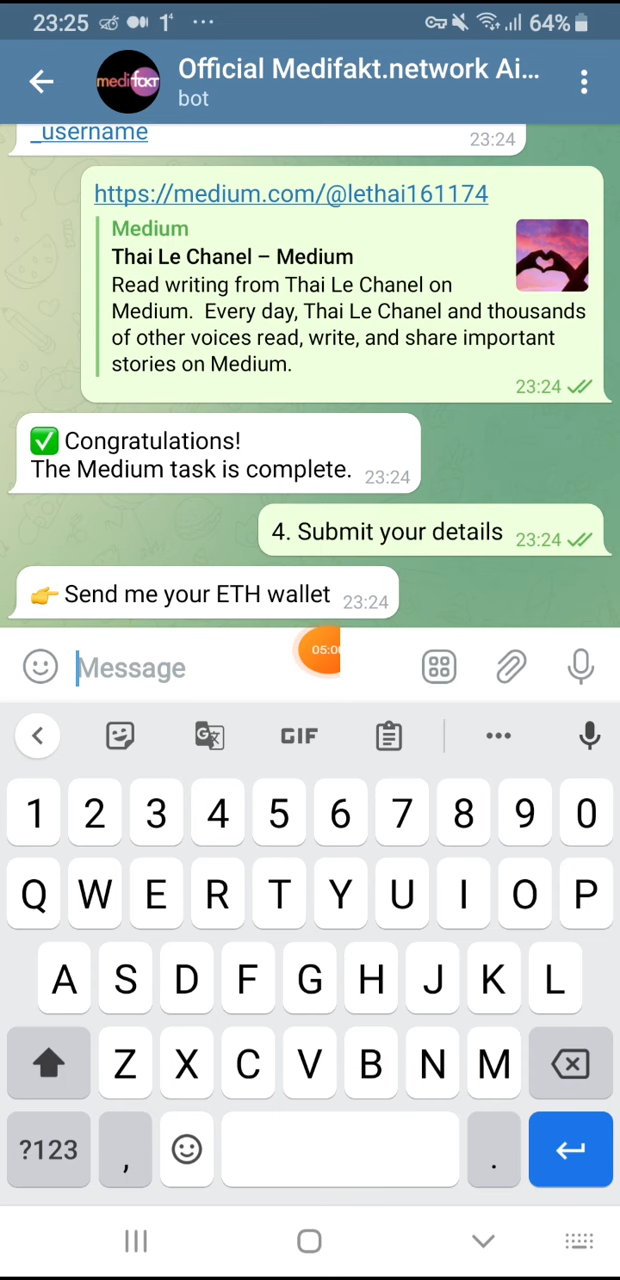 23:25 1 64%
Official Medifakt.network Ai...
medifakt
bot
_username
23:24
https://medium.com/@lethai161174
Medium
Thai Le Chanel – Medium
Read writing from Thai Le Chanel on
Medium. Every day, Thai Le Chanel and thousands
of other voices read, write, and share important
stories on Medium.
23:24
✅ Congratulations!
The Medium task is complete. 23:24
4. Submit your details 23:24
👉 Send me your ETH wallet 23:24
Message
GIF
1 2 3 4 5 6 7 8 9 0
Q W E R T Y U I O P
A S D F G H J K L
Z X C V B N M
?123 , .